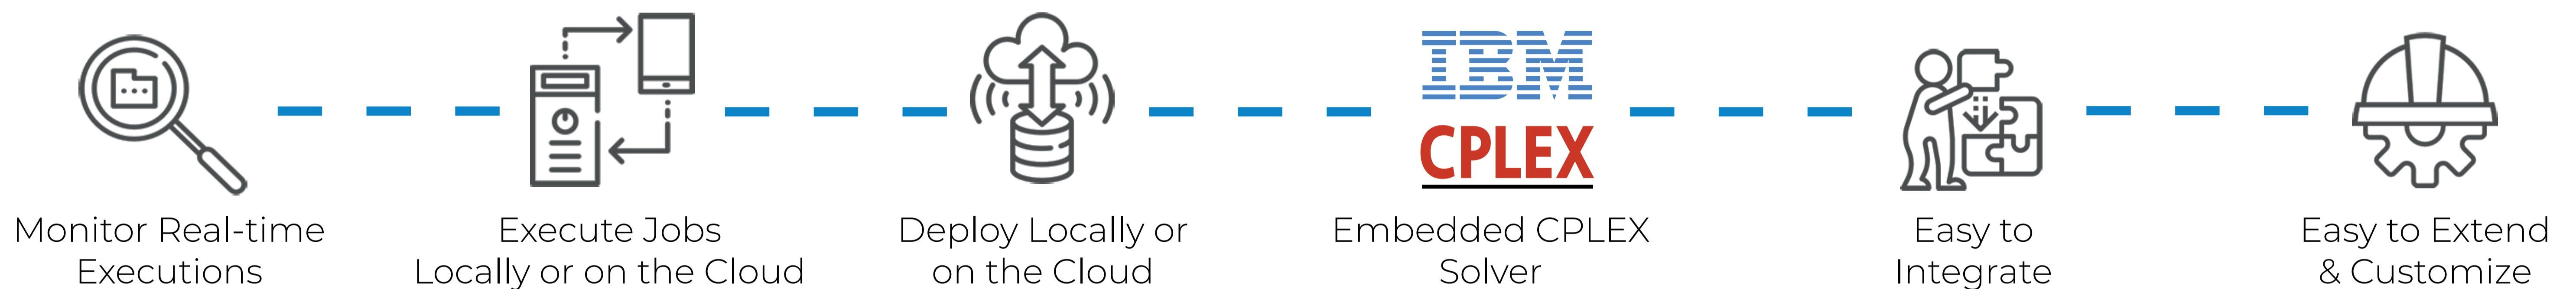 IBM
CPLEX
Monitor Real-time
Executions
Execute Jobs
Locally or on the Cloud
Deploy Locally or
on the Cloud
Embedded CPLEX
Solver
Easy to
Integrate
Easy to Extend
& Customize